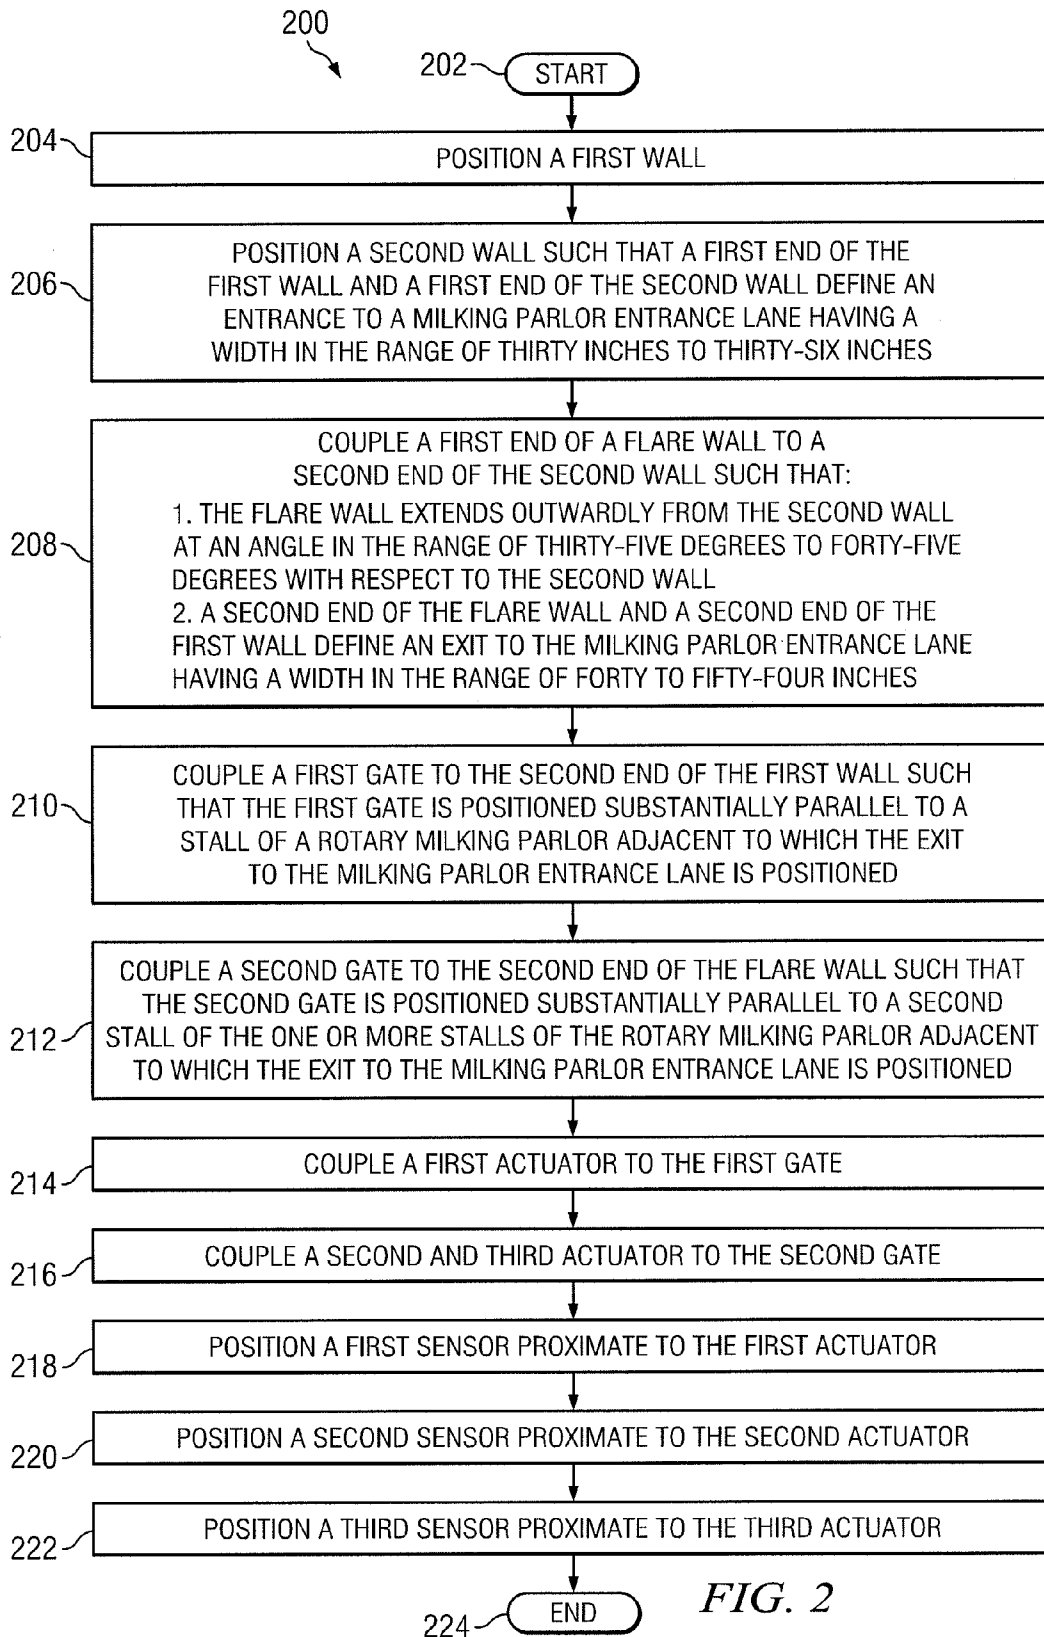 200
202
START
204
POSITION A FIRST WALL
206
POSITION A SECOND WALL SUCH THAT A FIRST END OF THE
FIRST WALL AND A FIRST END OF THE SECOND WALL DEFINE AN
ENTRANCE TO A MILKING PARLOR ENTRANCE LANE HAVING A
WIDTH IN THE RANGE OF THIRTY INCHES TO THIRTY-SIX INCHES
208
COUPLE A FIRST END OF A FLARE WALL TO A
SECOND END OF THE SECOND WALL SUCH THAT:
1. THE FLARE WALL EXTENDS OUTWARDLY FROM THE SECOND WALL
AT AN ANGLE IN THE RANGE OF THIRTY-FIVE DEGREES TO FORTY-FIVE
DEGREES WITH RESPECT TO THE SECOND WALL
2. A SECOND END OF THE FLARE WALL AND A SECOND END OF THE
FIRST WALL DEFINE AN EXIT TO THE MILKING PARLOR ENTRANCE LANE
HAVING A WIDTH IN THE RANGE OF FORTY TO FIFTY-FOUR INCHES
210
COUPLE A FIRST GATE TO THE SECOND END OF THE FIRST WALL SUCH
THAT THE FIRST GATE IS POSITIONED SUBSTANTIALLY PARALLEL TO A
STALL OF A ROTARY MILKING PARLOR ADJACENT TO WHICH THE EXIT
TO THE MILKING PARLOR ENTRANCE LANE IS POSITIONED
212
COUPLE A SECOND GATE TO THE SECOND END OF THE FLARE WALL SUCH THAT
THE SECOND GATE IS POSITIONED SUBSTANTIALLY PARALLEL TO A SECOND
STALL OF THE ONE OR MORE STALLS OF THE ROTARY MILKING PARLOR ADJACENT
TO WHICH THE EXIT TO THE MILKING PARLOR ENTRANCE LANE IS POSITIONED
214
COUPLE A FIRST ACTUATOR TO THE FIRST GATE
216
COUPLE A SECOND AND THIRD ACTUATOR TO THE SECOND GATE
218
POSITION A FIRST SENSOR PROXIMATE TO THE FIRST ACTUATOR
220
POSITION A SECOND SENSOR PROXIMATE TO THE SECOND ACTUATOR
222
POSITION A THIRD SENSOR PROXIMATE TO THE THIRD ACTUATOR
224
END
FIG. 2